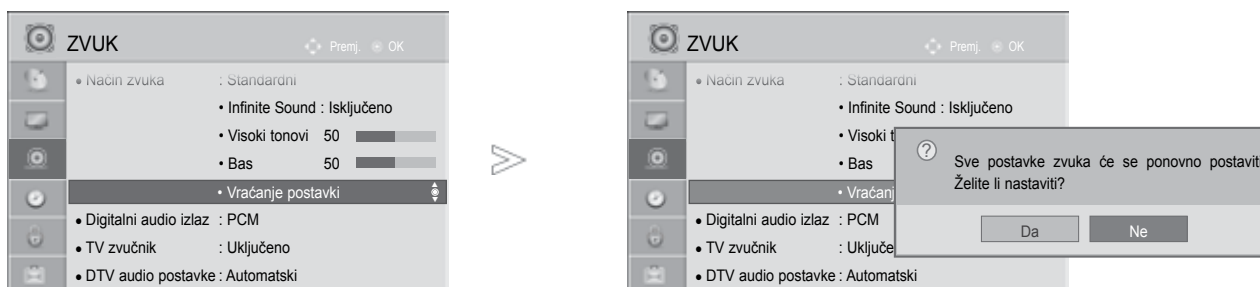 ZVUK
Premj. OK
• Način zvuka : Standardni
• Infinite Sound : Isključeno
• Visoki tonovi 50
• Bas 50
• Vraćanje postavki
• Digitalni audio izlaz : PCM
• TV zvučnik : Uključeno
• DTV audio postavke : Automatski
ZVUK
Premj. OK
• Način zvuka : Standardni
• Infinite Sound : Isključeno
• Visoki t
• Bas
• Vraćanj
• Digitalni audio izlaz : PCM
• TV zvučnik : Uključe
• DTV audio postavke : Automatski
? Sve postavke zvuka će se ponovno postaviti
Želite li nastaviti?
Da Ne